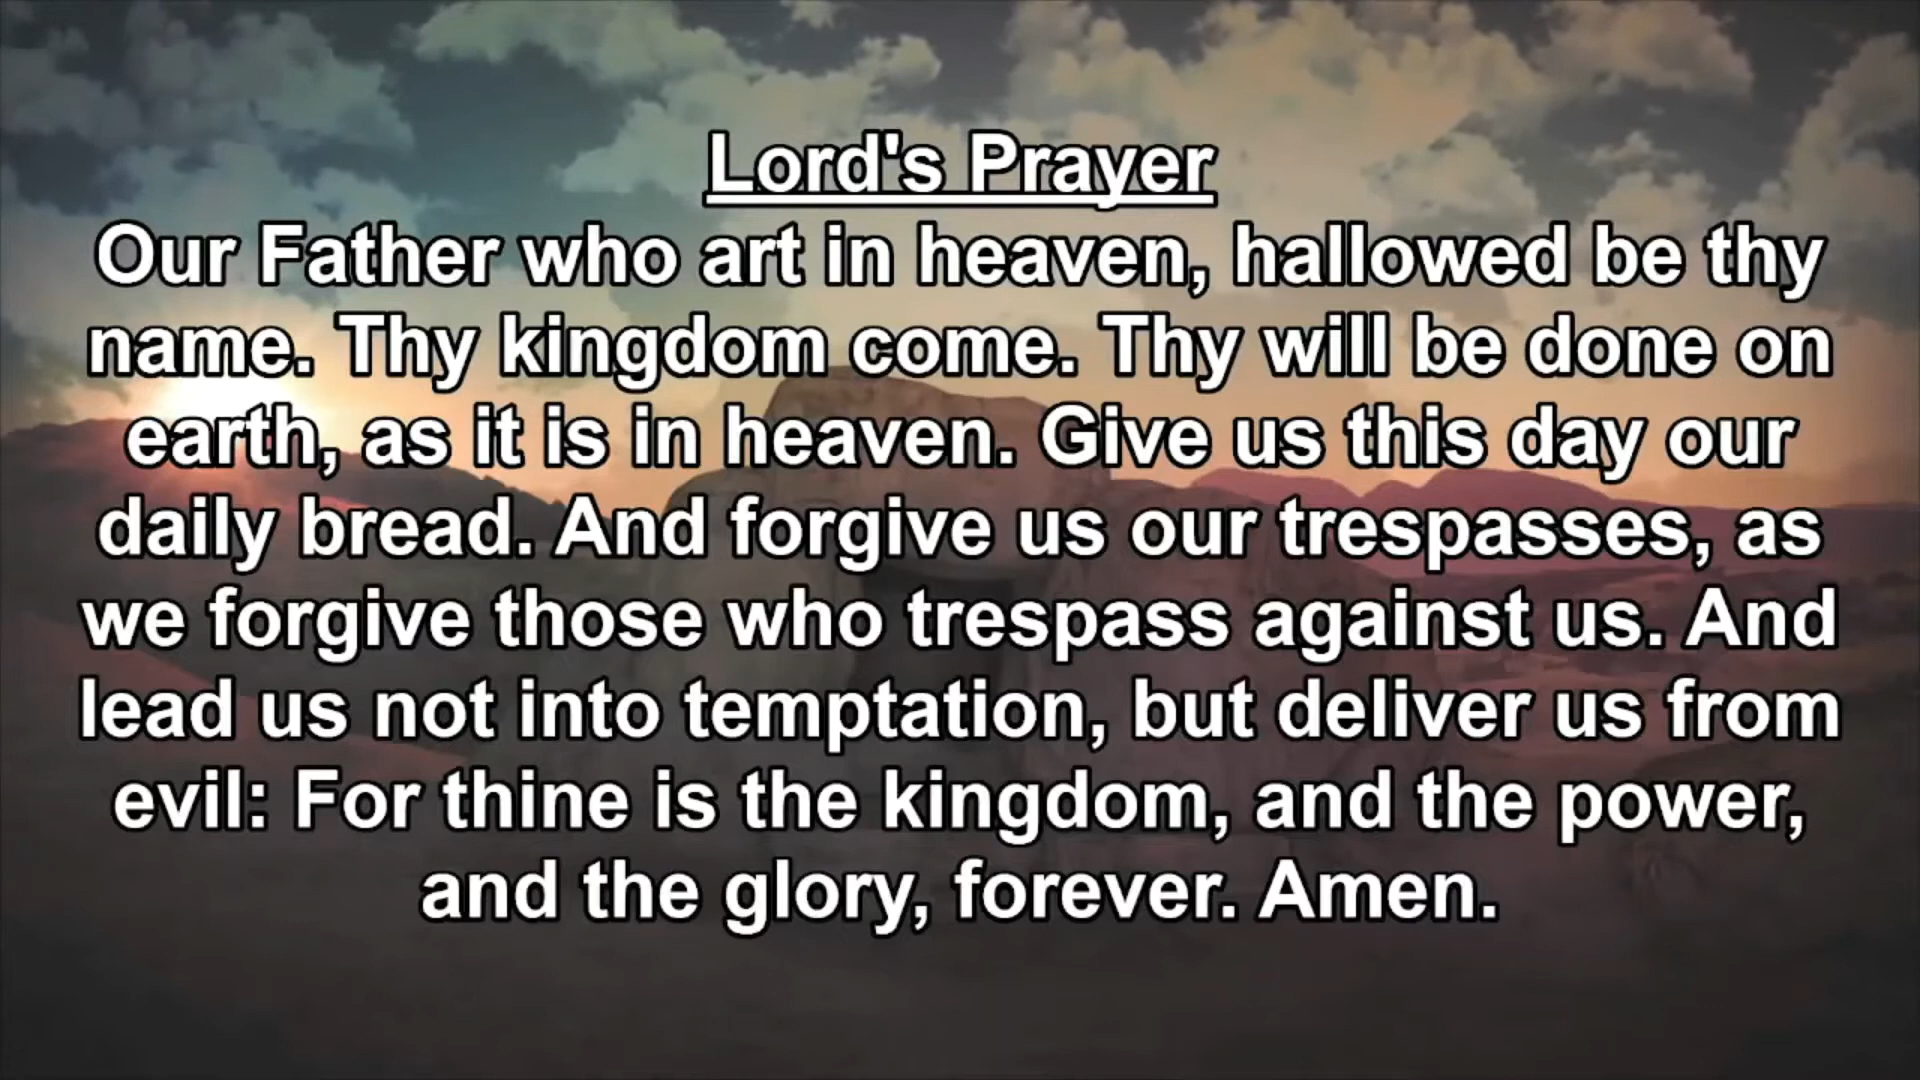 Lord's Prayer
Our Father who art in heaven, hallowed be thy
name. Thy kingdom come. Thy will be done on
earth, as it is in heaven. Give us this day our
daily bread. And forgive us our trespasses, as
we forgive those who trespass against us. And
lead us not into temptation, but deliver us from
evil: For thine is the kingdom, and the power,
and the glory, forever. Amen.